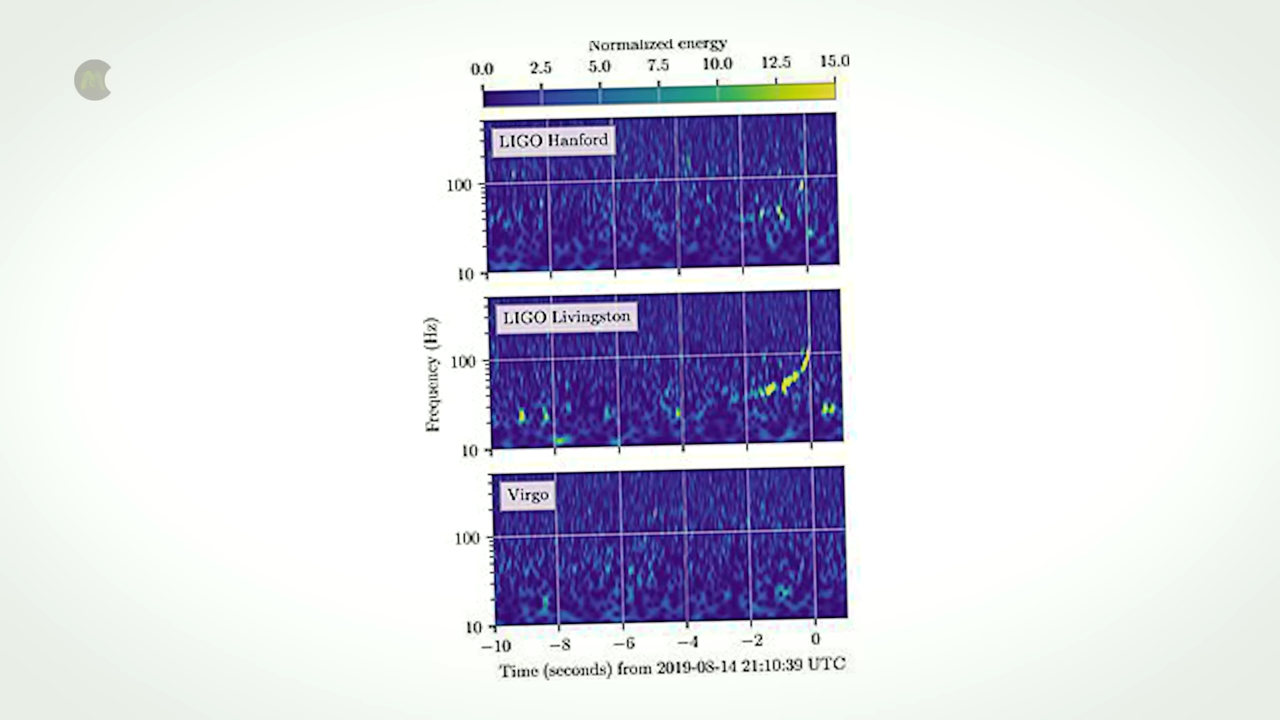 Normalized energy
0.0 2.5 5.0 7.5 10.0 12.5 15.0
LIGO Hanford
100
10
LIGO Livingston
100
10
Frequency (Hz)
Virgo
100
10
−10 −8 −6 −4 −2 0
Time (seconds) from 2019-08-14 21:10:39 UTC